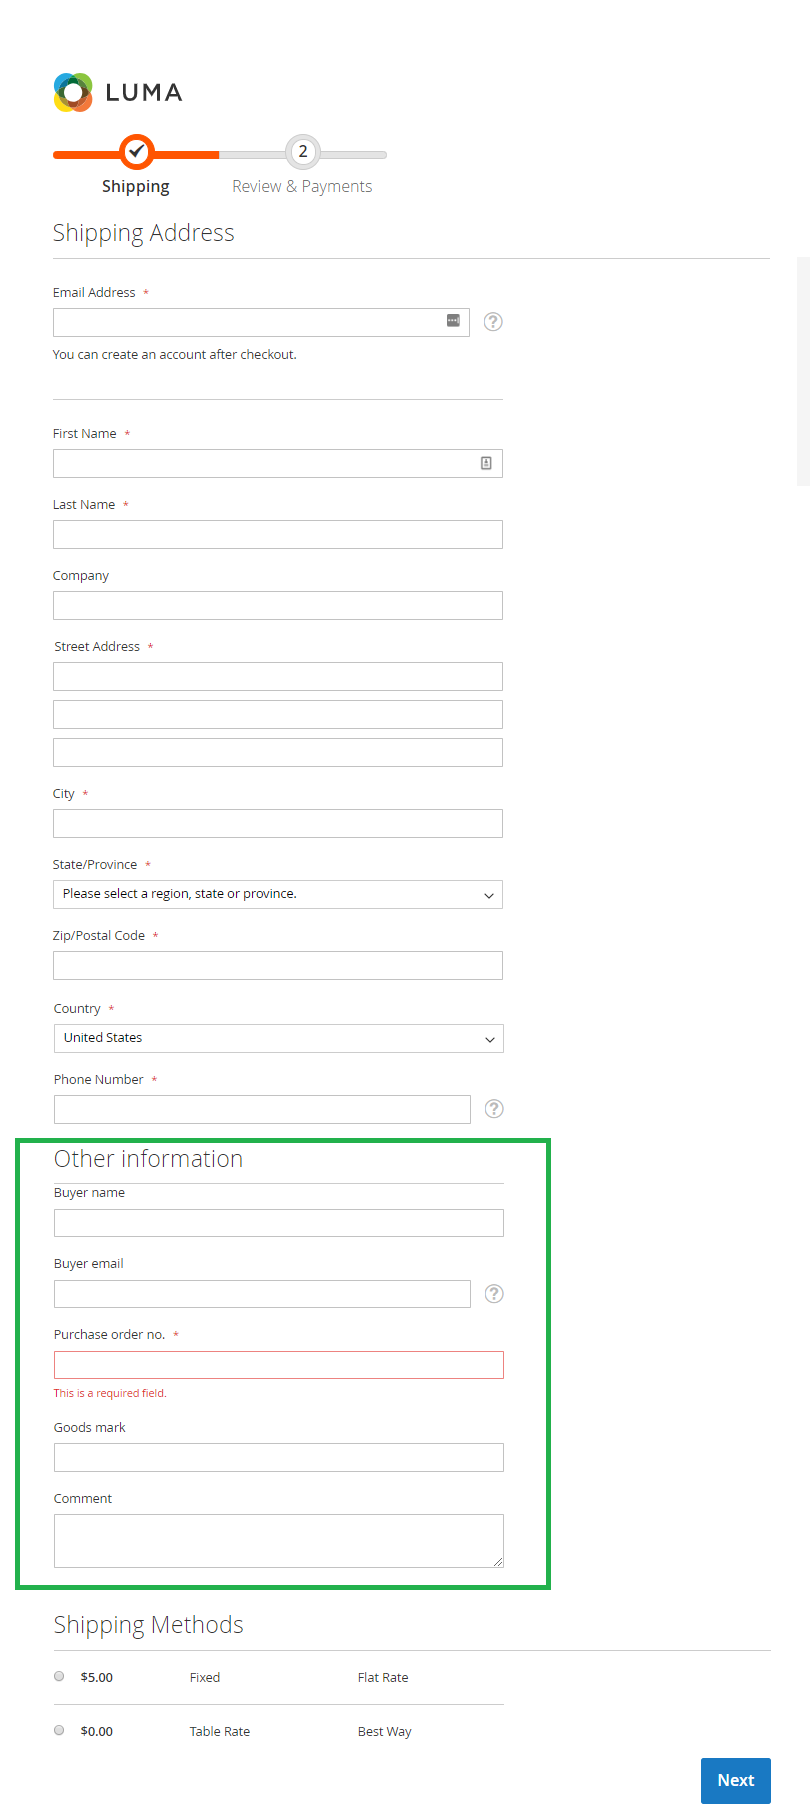 LUMA
2
Shipping Review & Payments
Shipping Address
Email Address *
?
You can create an account after checkout.
First Name *
Last Name *
Company
Street Address *
City *
State/Province *
Please select a region, state or province.
Zip/Postal Code *
Country *
United States
Phone Number *
?
Other information
Buyer name
Buyer email
?
Purchase order no. *
This is a required field.
Goods mark
Comment
Shipping Methods
$5.00 Fixed Flat Rate
$0.00 Table Rate Best Way
Next